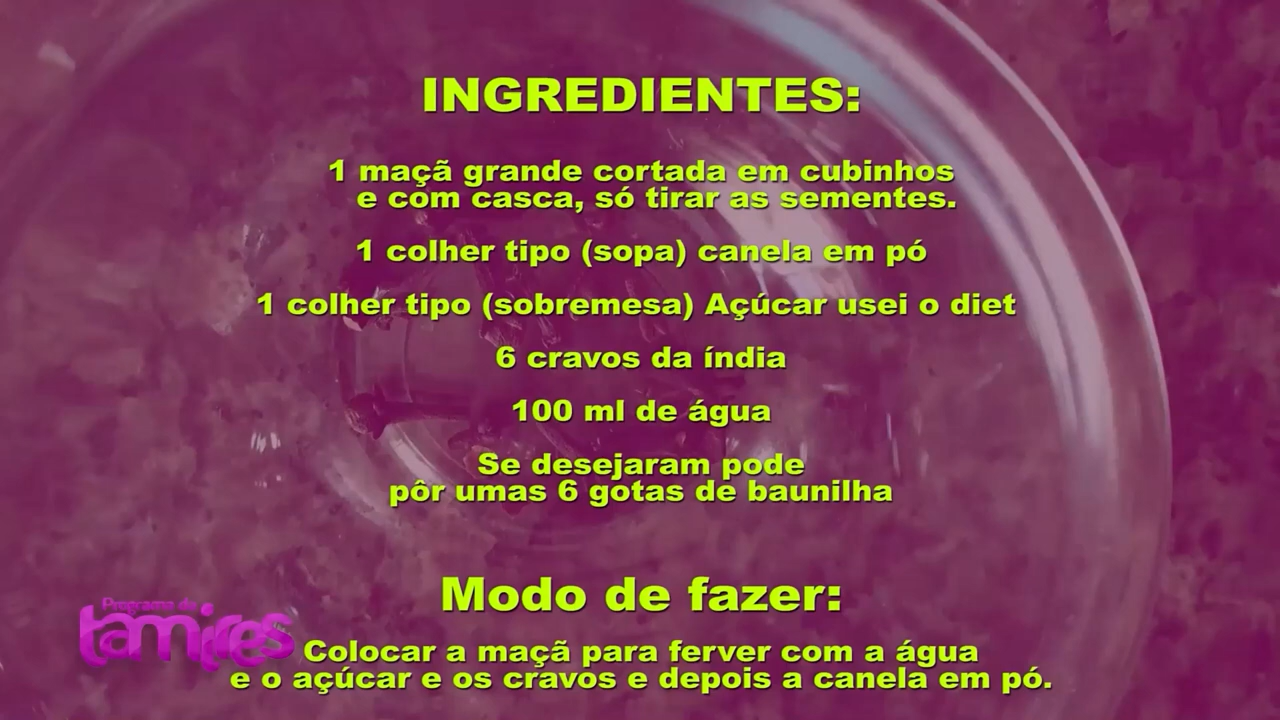 INGREDIENTES:
1 maçã grande cortada em cubinhos
e com casca, só tirar as sementes.
1 colher tipo (sopa) canela em pó
1 colher tipo (sobremesa) Açúcar usei o diet
6 cravos da índia
100 ml de água
Se desejaram pode
pôr umas 6 gotas de baunilha
Modo de fazer:
Programa da
tamires
Colocar a maçã para ferver com a água
e o açúcar e os cravos e depois a canela em pó.